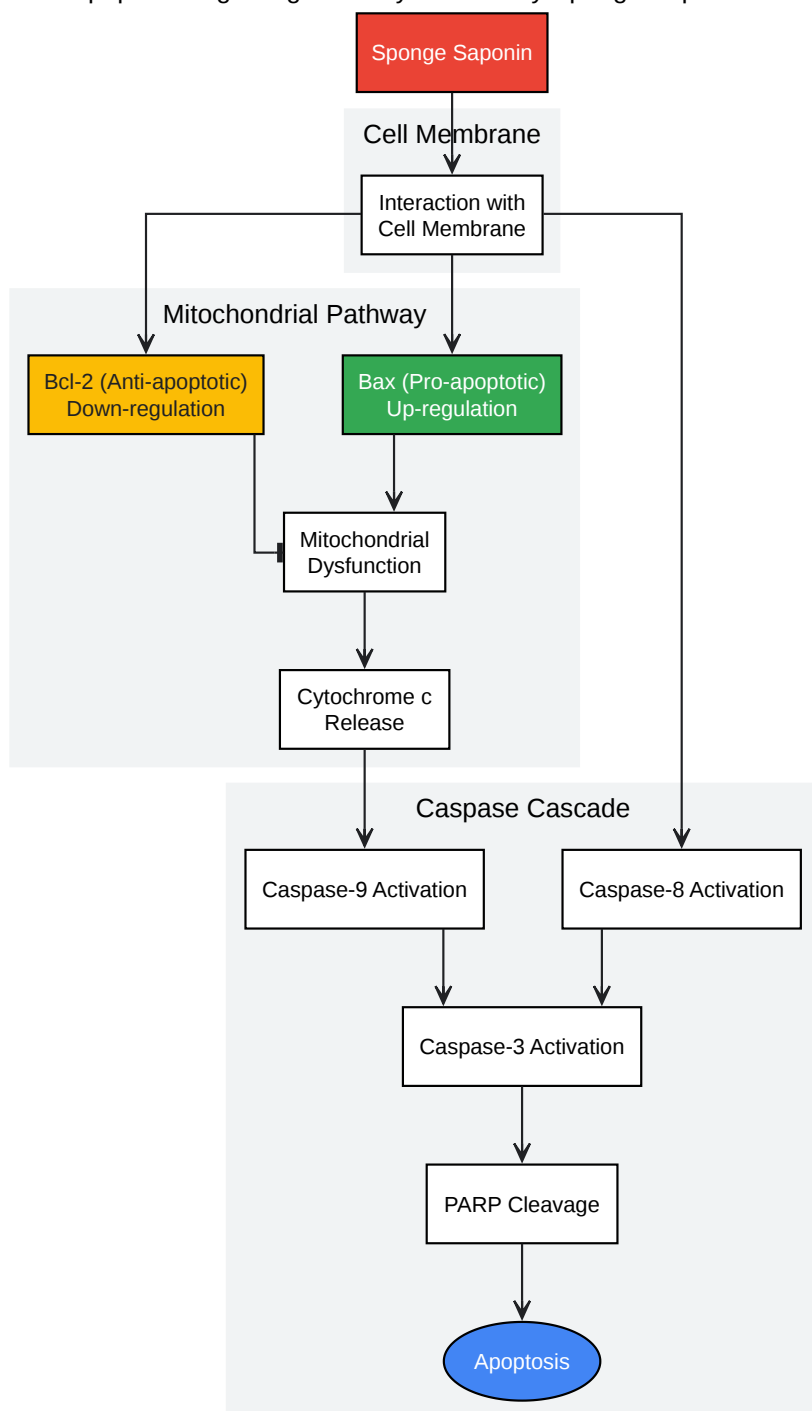 Sponge Saponin
Cell Membrane
Interaction with
Cell Membrane
Mitochondrial Pathway
Bcl-2 (Anti-apoptotic)
Down-regulation
Bax (Pro-apoptotic)
Up-regulation
Mitochondrial
Dysfunction
Cytochrome c
Release
Caspase Cascade
Caspase-9 Activation
Caspase-8 Activation
Caspase-3 Activation
PARP Cleavage
Apoptosis